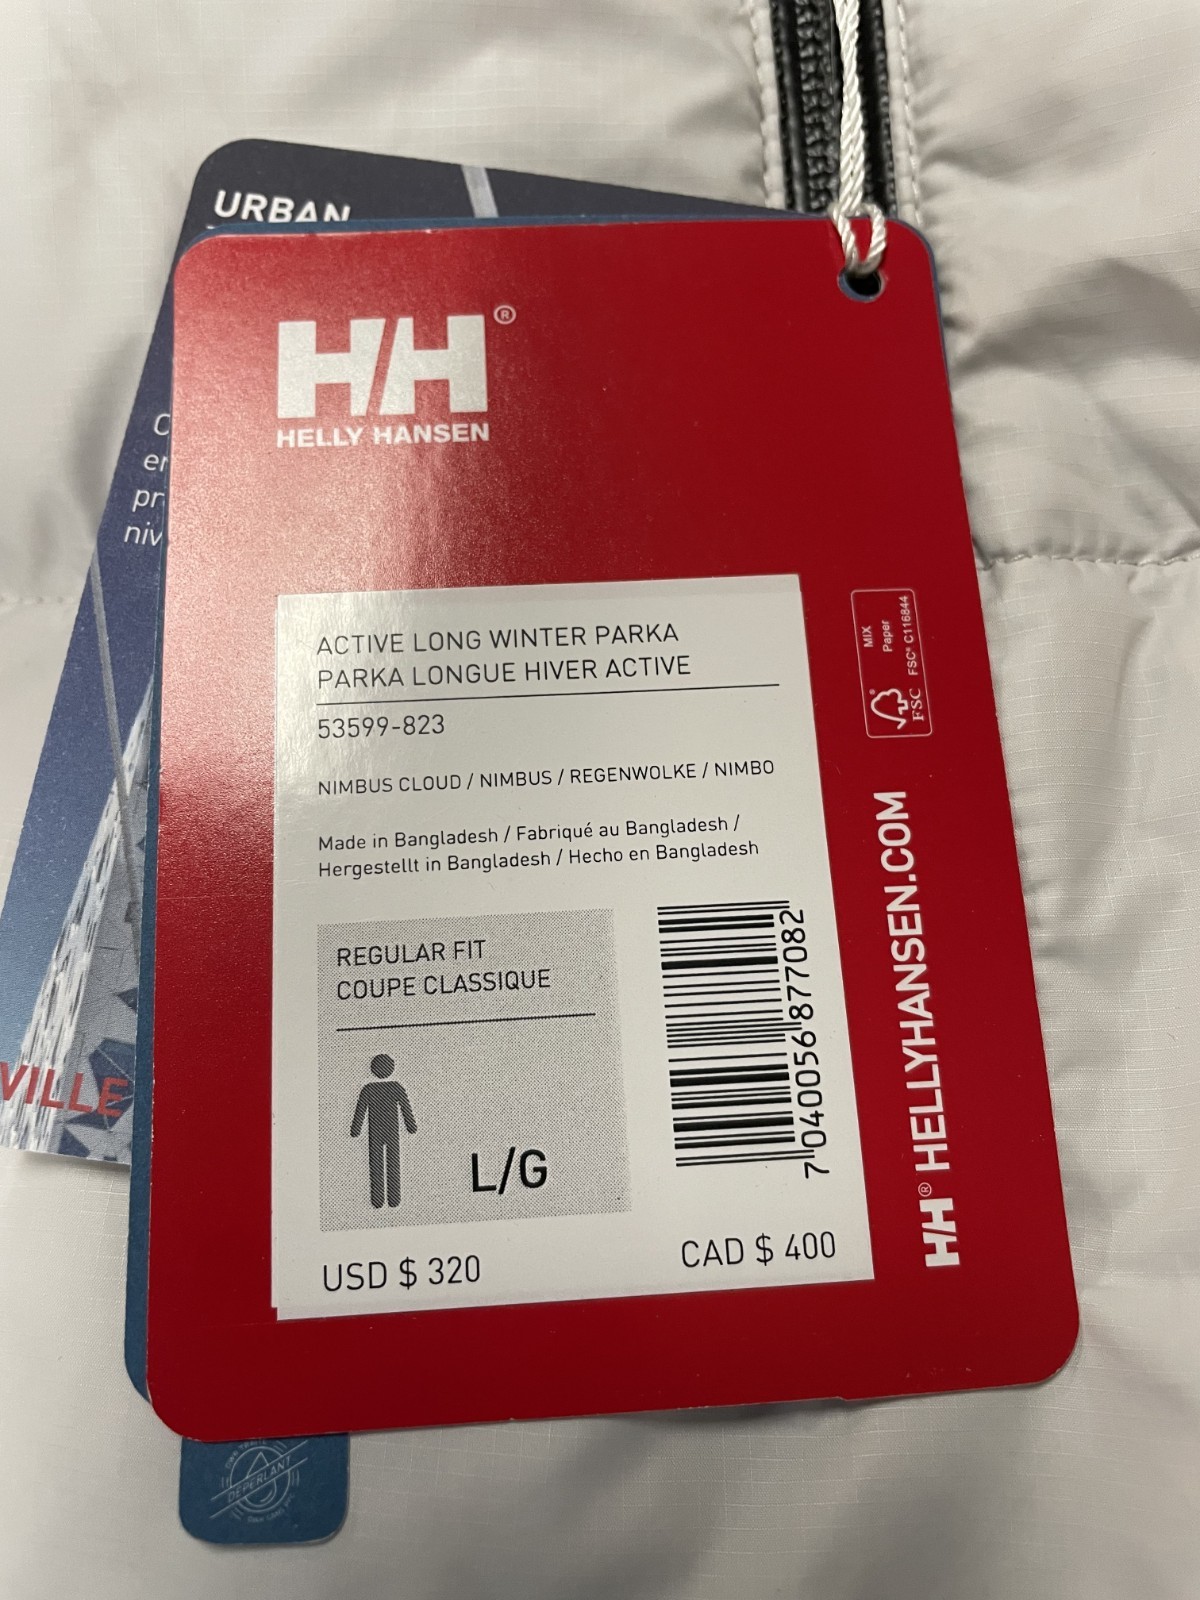 URBAN
HH®
HELLY HANSEN
ACTIVE LONG WINTER PARKA
PARKA LONGUE HIVER ACTIVE
53599-823
NIMBUS CLOUD / NIMBUS / REGENWOLKE / NIMBO
Made in Bangladesh / Fabriqué au Bangladesh /
Hergestellt in Bangladesh / Hecho en Bangladesh
REGULAR FIT
COUPE CLASSIQUE
L/G
7 040056 877082
USD $ 320
CAD $ 400
MIX
Paper
FSC® C116844
FSC
HH® HELLYHANSEN.COM
VILLE
DEPERLANT